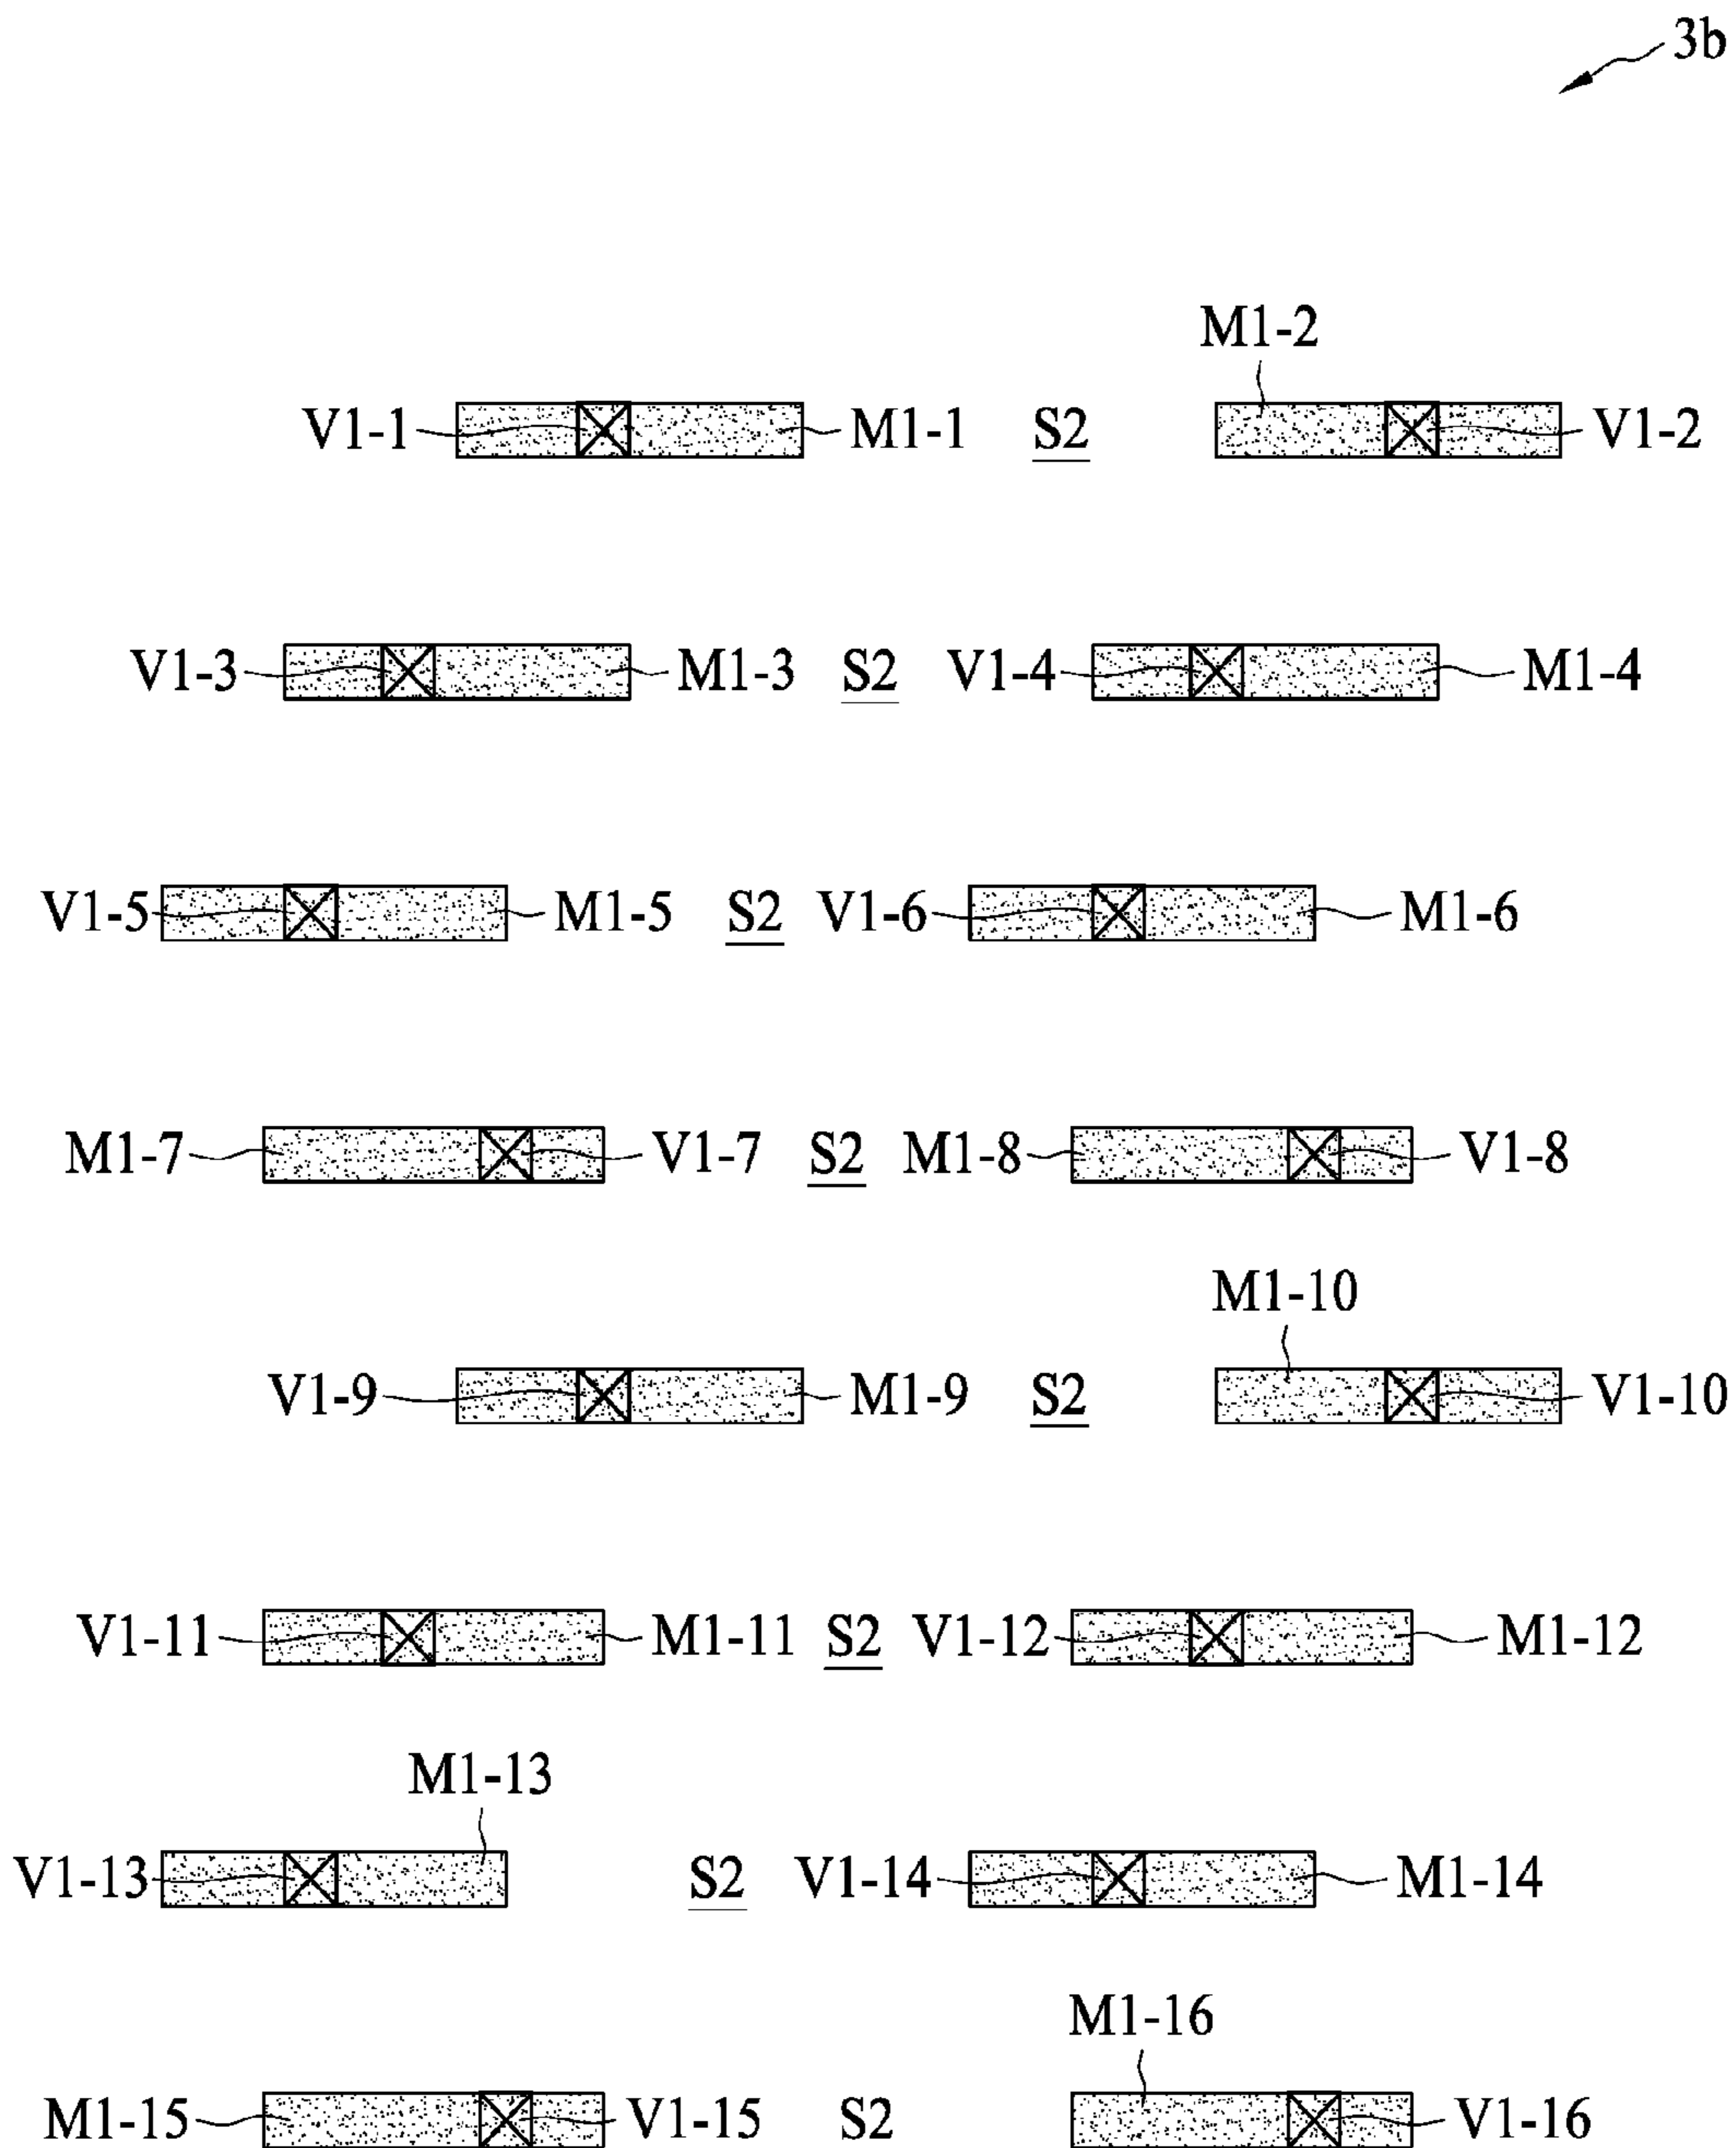 3b
M1-2
V1-1 M1-1 S2 V1-2
V1-3 M1-3 S2 V1-4 M1-4
V1-5 M1-5 S2 V1-6 M1-6
M1-7 V1-7 S2 M1-8 V1-8
M1-10
V1-9 M1-9 S2 V1-10
V1-11 M1-11 S2 V1-12 M1-12
M1-13
V1-13 S2 V1-14 M1-14
M1-16
M1-15 V1-15 S2 V1-16